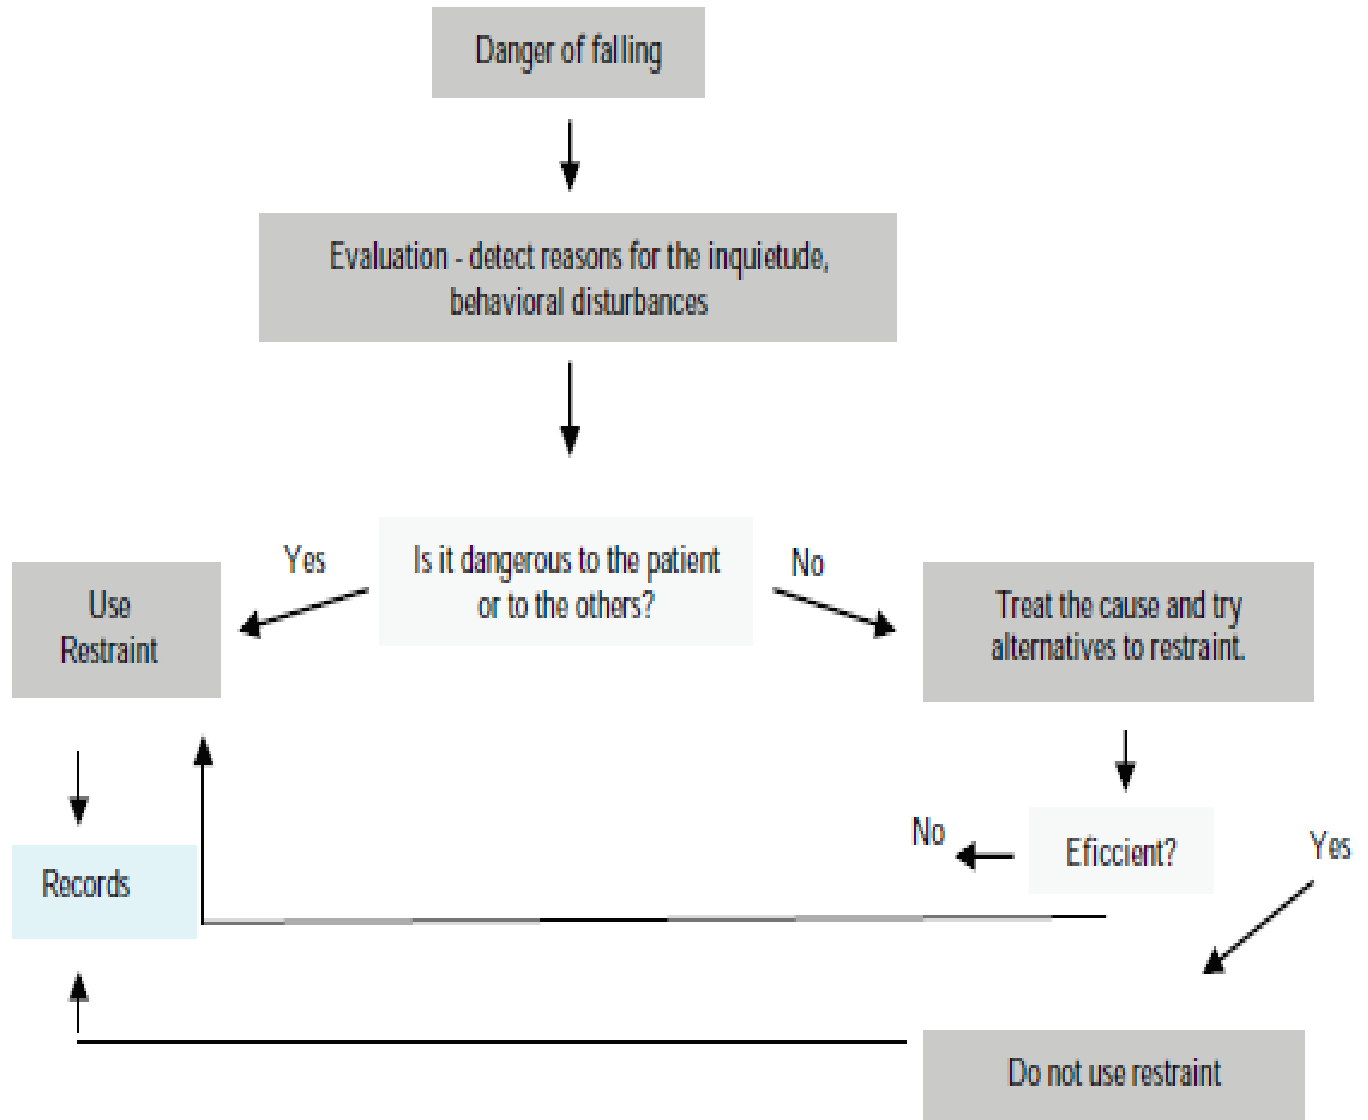 Danger of falling
Evaluation - detect reasons for the inquietude,
behavioral disturbances
Yes
Is it dangerous to the patient
or to the others?
No
Use
Restraint
Treat the cause and try
alternatives to restraint.
No
Eficcient?
Yes
Records
Do not use restraint